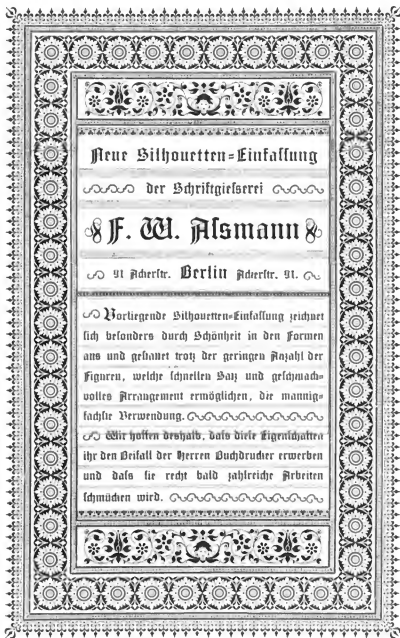 Neue Silhouetten-Einfassung
der Schriftgiesserei
F. W. Assmann
91 Ackerstr. Berlin Ackerstr. 91.
Vorliegende Silhouetten-Einfassung zeichnet
sich besonders durch Schönheit in den Formen
aus und gestattet trotz der geringen Anzahl der
Figuren, welche schnellen Satz und geschmack-
volles Arrangement ermöglichen, die mannig-
fachste Verwendung.
Wir hoffen deshalb, dass diese Eigenschaften
ihr den Beifall der Herren Buchdrucker erwerben
und dass sie recht bald zahlreiche Arbeiten
schmücken wird.